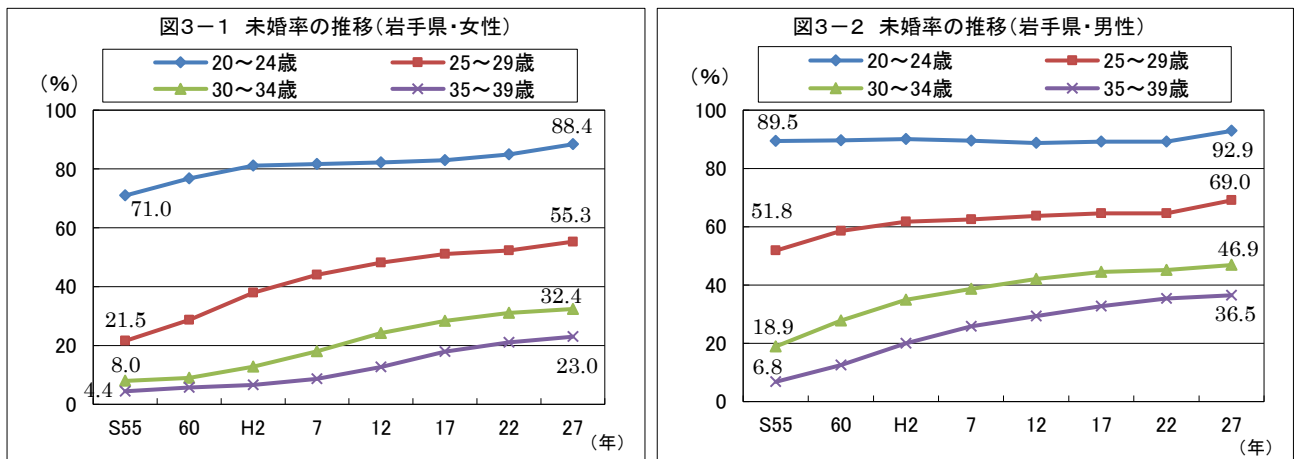 図3－1 未婚率の推移(岩手県・女性)
20～24歳
25～29歳
30～34歳
35～39歳
(%)
100
80
60
40
20
0
88.4
71.0
55.3
21.5
32.4
8.0
23.0
4.4
S55 60 H2 7 12 17 22 27
(年)
図3－2 未婚率の推移(岩手県・男性)
20～24歳
25～29歳
30～34歳
35～39歳
(%)
100
80
60
40
20
0
89.5
92.9
69.0
51.8
46.9
18.9
36.5
6.8
S55 60 H2 7 12 17 22 27
(年)